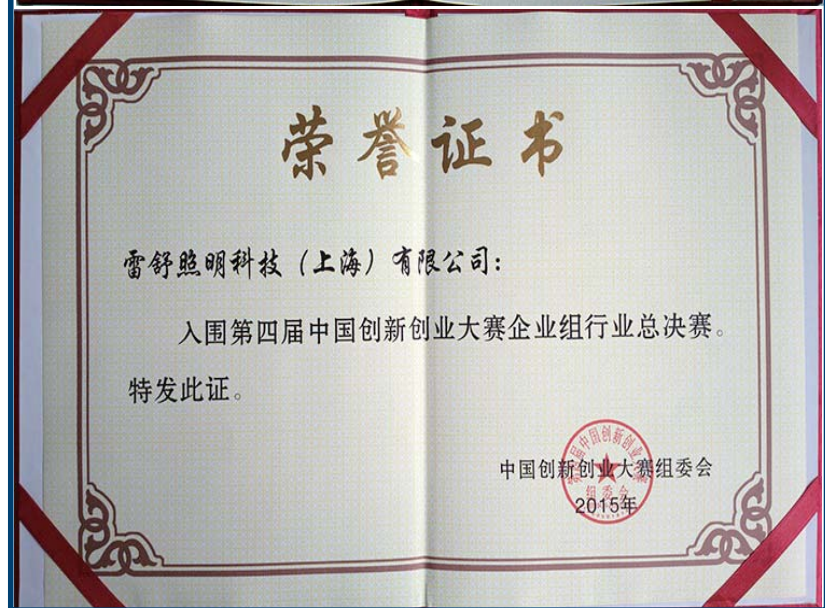 荣誉证书
雷舒照明科技（上海）有限公司：
入围第四届中国创新创业大赛企业组行业总决赛。
特发此证。
中国创新创业大赛组委会
2015年